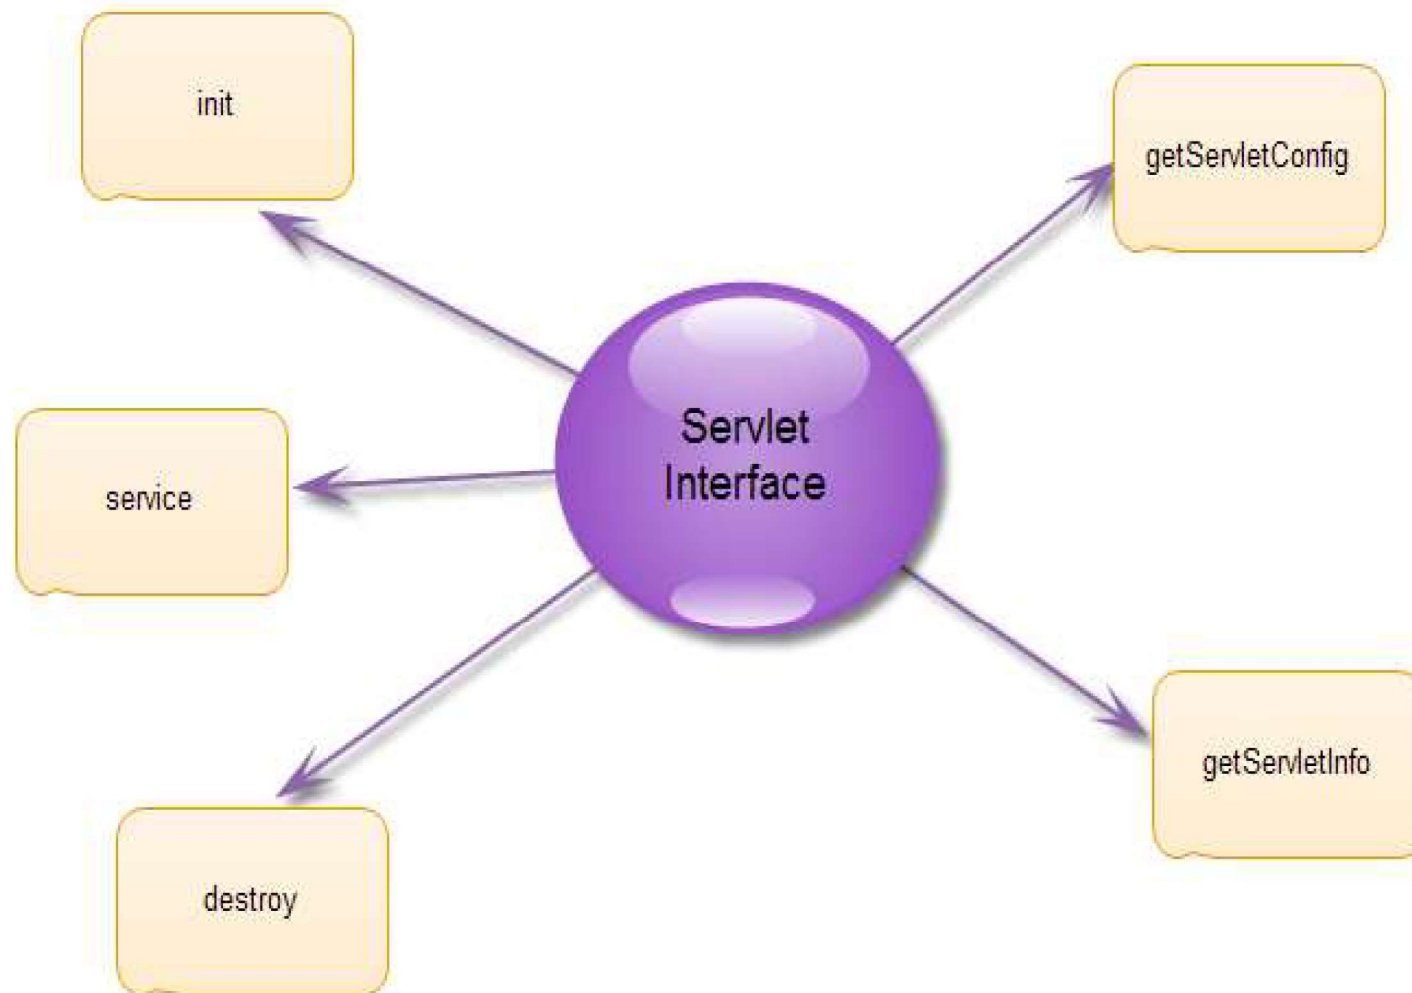 init
getServletConfig
Servlet
Interface
service
getServletInfo
destroy